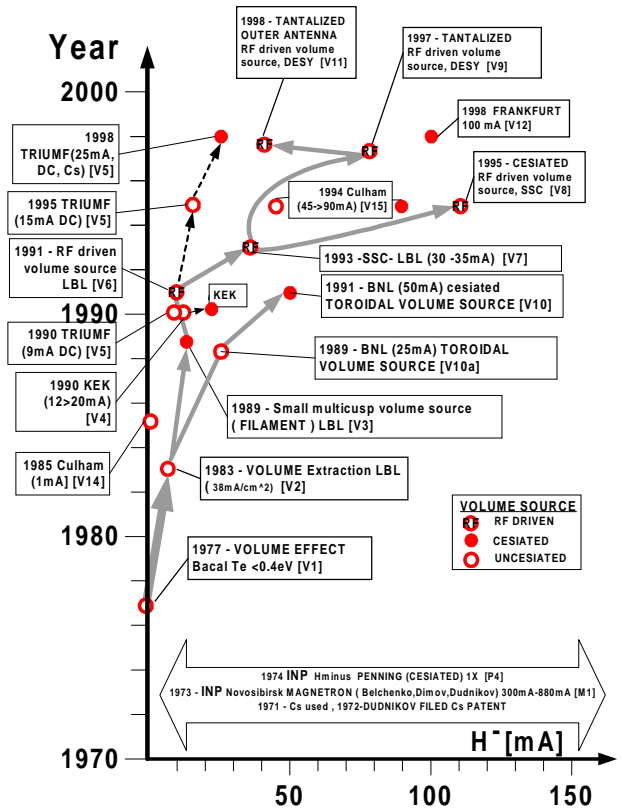 Year
1998 - TANTALIZED
OUTER ANTENNA
RF driven volume
source, DESY [V11]
1997 - TANTALIZED
RF driven volume
source, DESY [V9]
2000
1998
TRIUMF(25mA,
DC, Cs) [V5]
RF
RF
1998 FRANKFURT
100 mA [V12]
1995 - CESIATED
RF driven volume
source, SSC [V8]
1995 TRIUMF
(15mA DC) [V5]
1994 Culham
(45->90mA) [V15]
RF
1991 - RF driven
volume source
LBL [V6]
RF
1993 -SSC- LBL (30 -35mA) [V7]
RF
KEK
1991 - BNL (50mA) cesiated
TOROIDAL VOLUME SOURCE [V10]
1990
1990 TRIUMF
(9mA DC) [V5]
1989 - BNL (25mA) TOROIDAL
VOLUME SOURCE [V10a]
1990 KEK
(12>20mA)
[V4]
1989 - Small multicusp volume source
( FILAMENT ) LBL [V3]
1985 Culham
(1mA] [V14]
1983 - VOLUME Extraction LBL
( 38mA/cm^2) [V2]
VOLUME SOURCE
RF RF DRIVEN
CESIATED
UNCESIATED
1980
1977 - VOLUME EFFECT
Bacal Te <0.4eV [V1]
1974 INP Hminus PENNING (CESIATED) 1X [P4]
1973 - INP Novosibirsk MAGNETRON ( Belchenko,Dimov,Dudnikov) 300mA-880mA [M1]
1971 - Cs used , 1972-DUDNIKOV FILED Cs PATENT
1970
H⁻[mA]
50
100
150